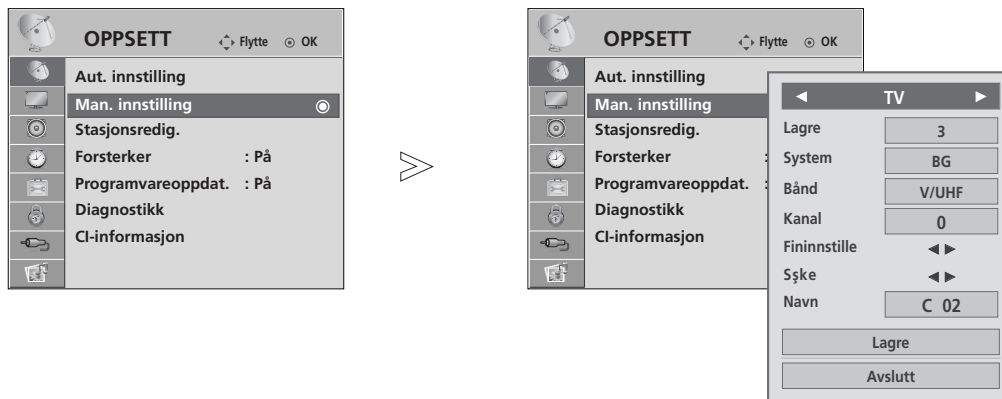 OPPSETT Flytte OK
Aut. innstilling
Man. innstilling
Stasjonsredig.
Forsterker : På
Programvareoppdat. : På
Diagnostikk
CI-informasjon
OPPSETT Flytte OK
Aut. innstilling
Man. innstilling
Stasjonsredig.
Forsterker :
Programvareoppdat. :
Diagnostikk
CI-informasjon
◄ TV ►
Lagre 3
System BG
Bånd V/UHF
Kanal 0
Fininnstille ◄ ►
Sşke ◄ ►
Navn C 02
Lagre
Avslutt